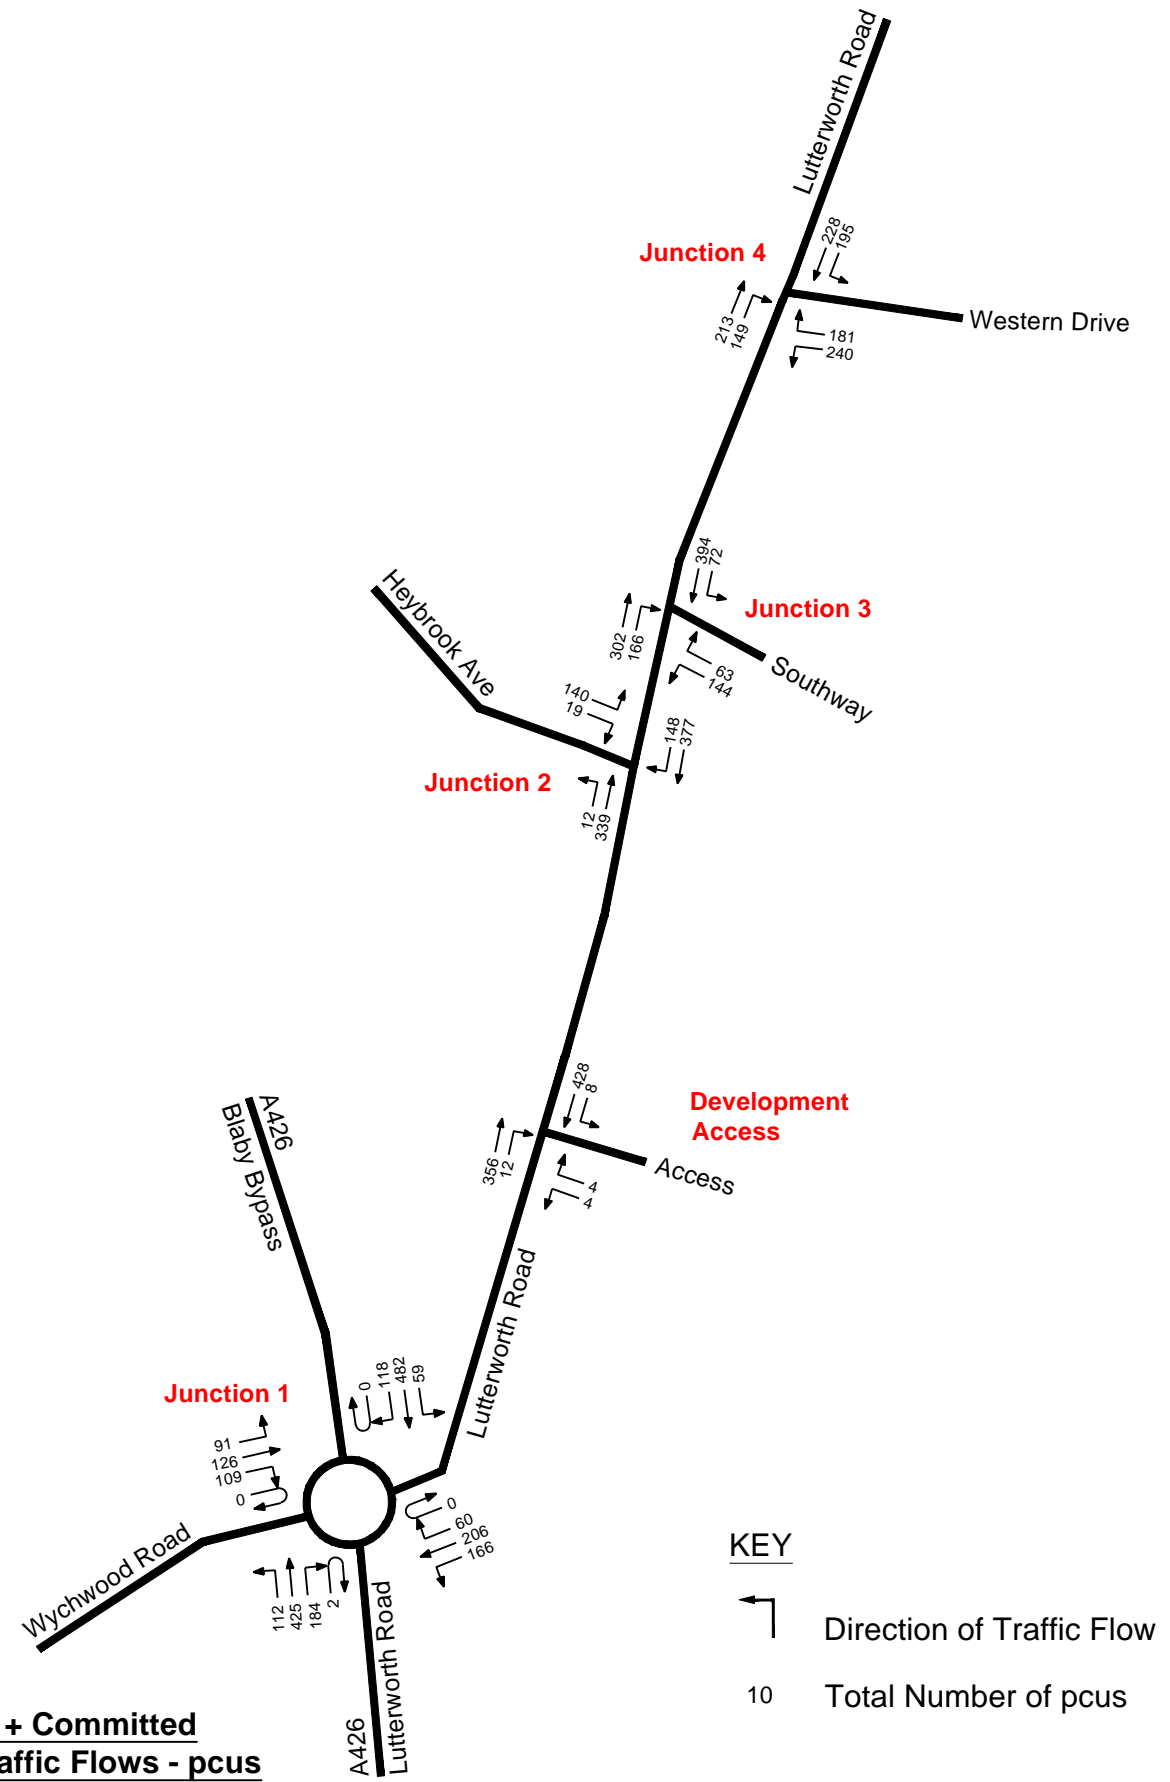 Lutterworth Road
228
195
Junction 4
213
149
Western Drive
181
240
394
72
Junction 3
302
166
Southway
63
144
Heybrook Ave
140
19
148
377
Junction 2
12
339
428
8
Development
Access
356
12
Access
4
4
A426
Blaby Bypass
Lutterworth Road
0
118
482
59
Junction 1
91
126
109
0
0
60
206
166
Wychwood Road
112
425
184
2
A426
Lutterworth Road
KEY
Direction of Traffic Flow
10 Total Number of pcus
+ Committed
affic Flows - pcus